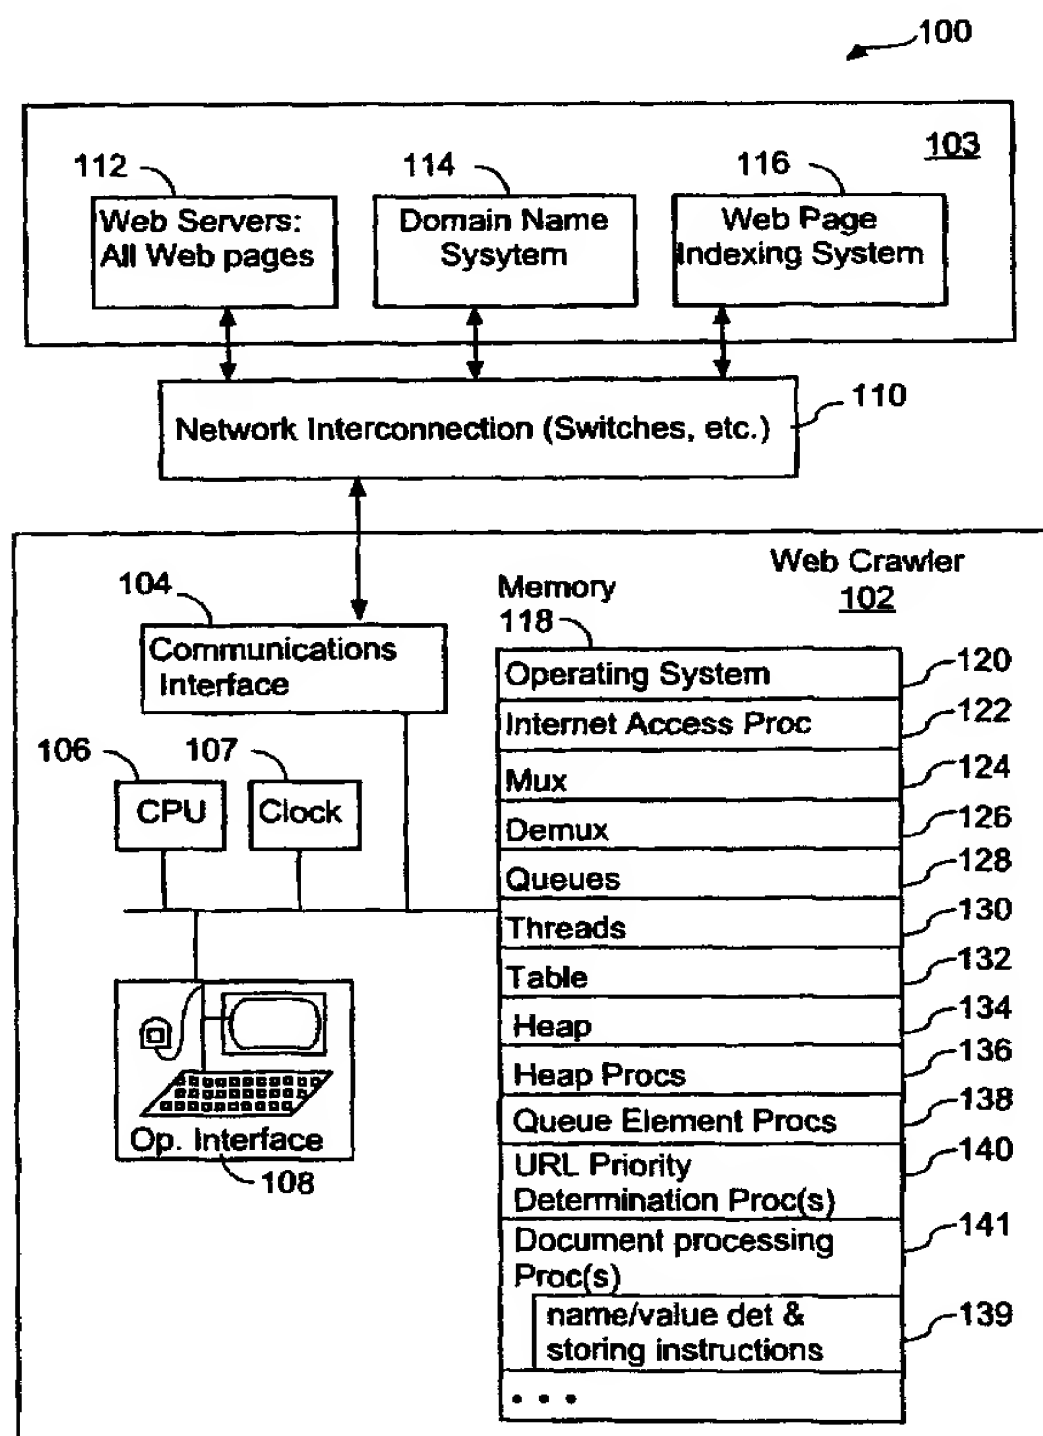 100
103
112
114
116
Web Servers:
All Web pages
Domain Name
Sysytem
Web Page
Indexing System
110
Network Interconnection (Switches, etc.)
Web Crawler
102
104
Communications
Interface
Memory
118
Operating System
120
Internet Access Proc
122
106
107
CPU
Clock
Mux
124
Demux
126
Queues
128
Threads
130
Table
132
Heap
134
Heap Procs
136
Queue Element Procs
138
Op. Interface
108
URL Priority
Determination Proc(s)
140
Document processing
Proc(s)
141
name/value det &
storing instructions
139
. . .